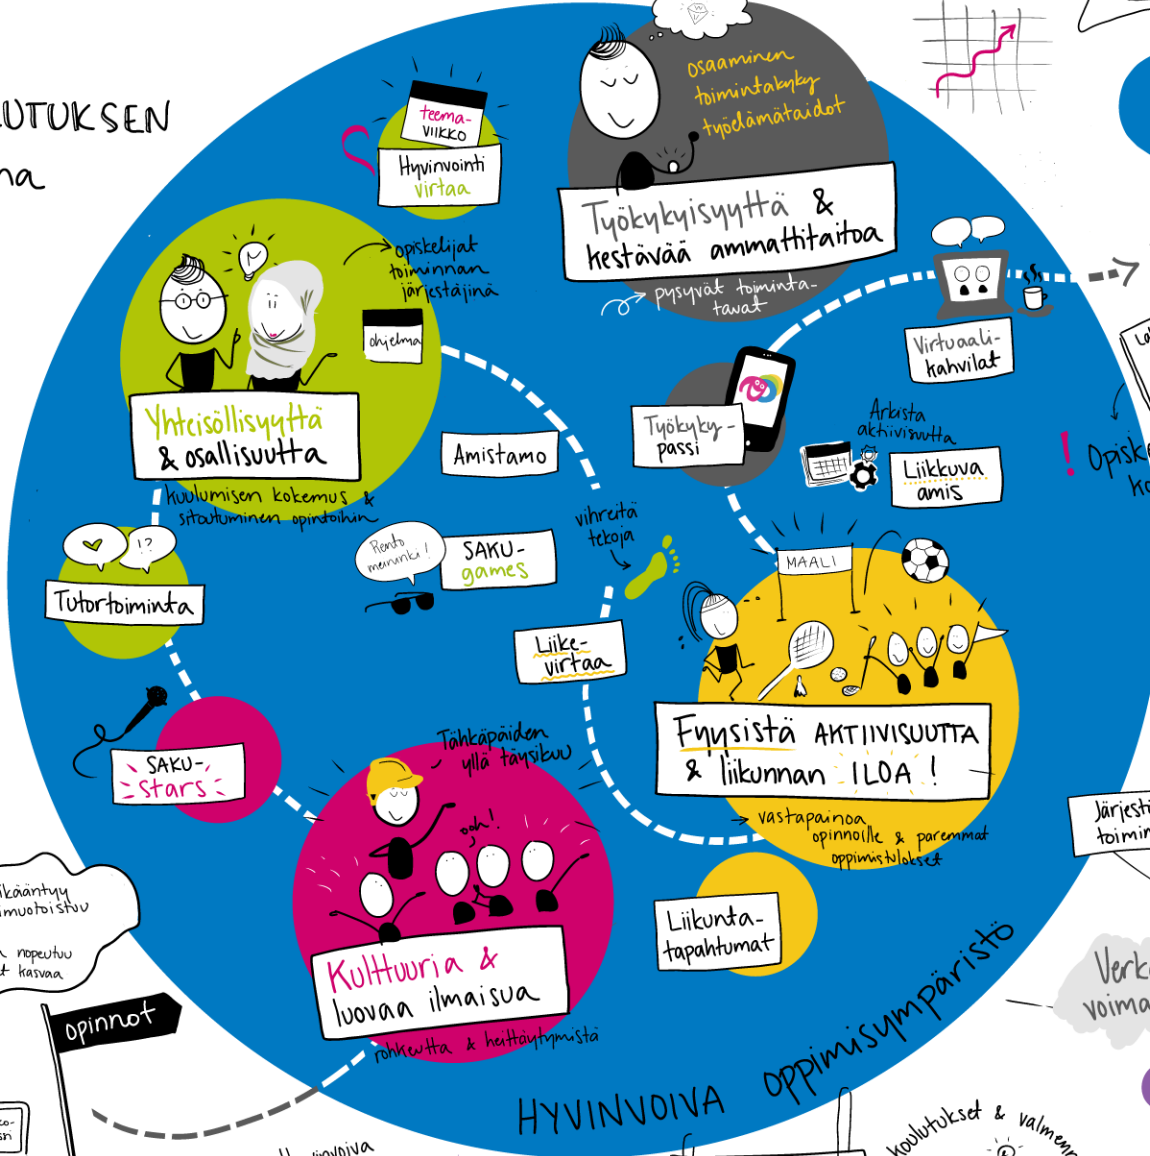 teema-
VIIKKO
Hyvinvointi
virtaa
osaaminen
toimintakyky
työelämätaidot
Työkykyisyyttä &
kestävää ammattitaitoa
pysyvät toiminta-
tavat
opiskelijat
toiminnan
järjestäjinä
ohjelma
Yhteisöllisyyttä
& osallisuutta
kuulumisen kokemus &
sitoutuminen opintoihin
Virtuaali-
kahvilat
Työkyky-
passi
Arkista
aktiivisuutta
Liikkuva
amis
Amistamo
vihreitä
tekoja
Rento
meininki!
SAKU-
games
!?
Tutortoiminta
Liike-
virtaa
MAALI
Fyysistä AKTIIVISUUTTA
& liikunnan ILOA!
vastapainoa
opinnoille & paremmat
oppimistulokset
SAKU-
stars
Tähkäpäiden
yllä täysikuu
ooh!
Kulttuuria &
luovaa ilmaisua
rohkeutta & heittäytymistä
Liikunta-
tapahtumat
HYVINVOIVA oppimisympäristö
opinnot
nopeutuu
kasvaa
!
koulutukset &